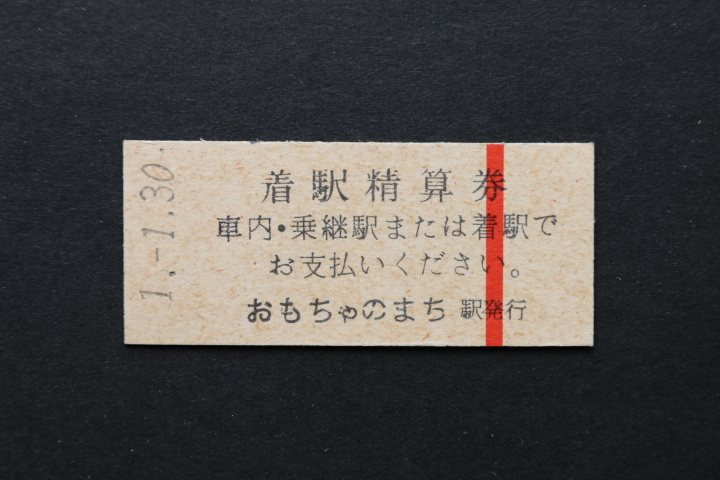 着駅精算券
車内・乗継駅または着駅で
お支払いください。
おもちゃのまち 駅発行
1.-1.30.